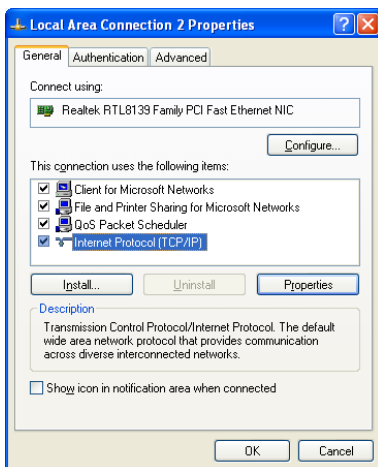 Local Area Connection 2 Properties
General Authentication Advanced
Connect using:
Realtek RTL8139 Family PCI Fast Ethernet NIC
Configure...
This connection uses the following items:
Client for Microsoft Networks
File and Printer Sharing for Microsoft Networks
QoS Packet Scheduler
Internet Protocol (TCP/IP)
Install... Uninstall Properties
Description
Transmission Control Protocol/Internet Protocol. The default
wide area network protocol that provides communication
across diverse interconnected networks.
Show icon in notification area when connected
OK Cancel